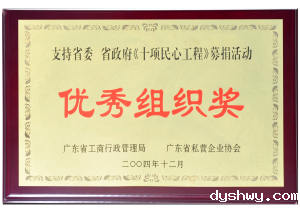 支持省委 省政府《十项民心工程》募捐活动
优秀组织奖
广东省工商行政管理局 广东省私营企业协会
二○○四年十二月
dyshwy.com